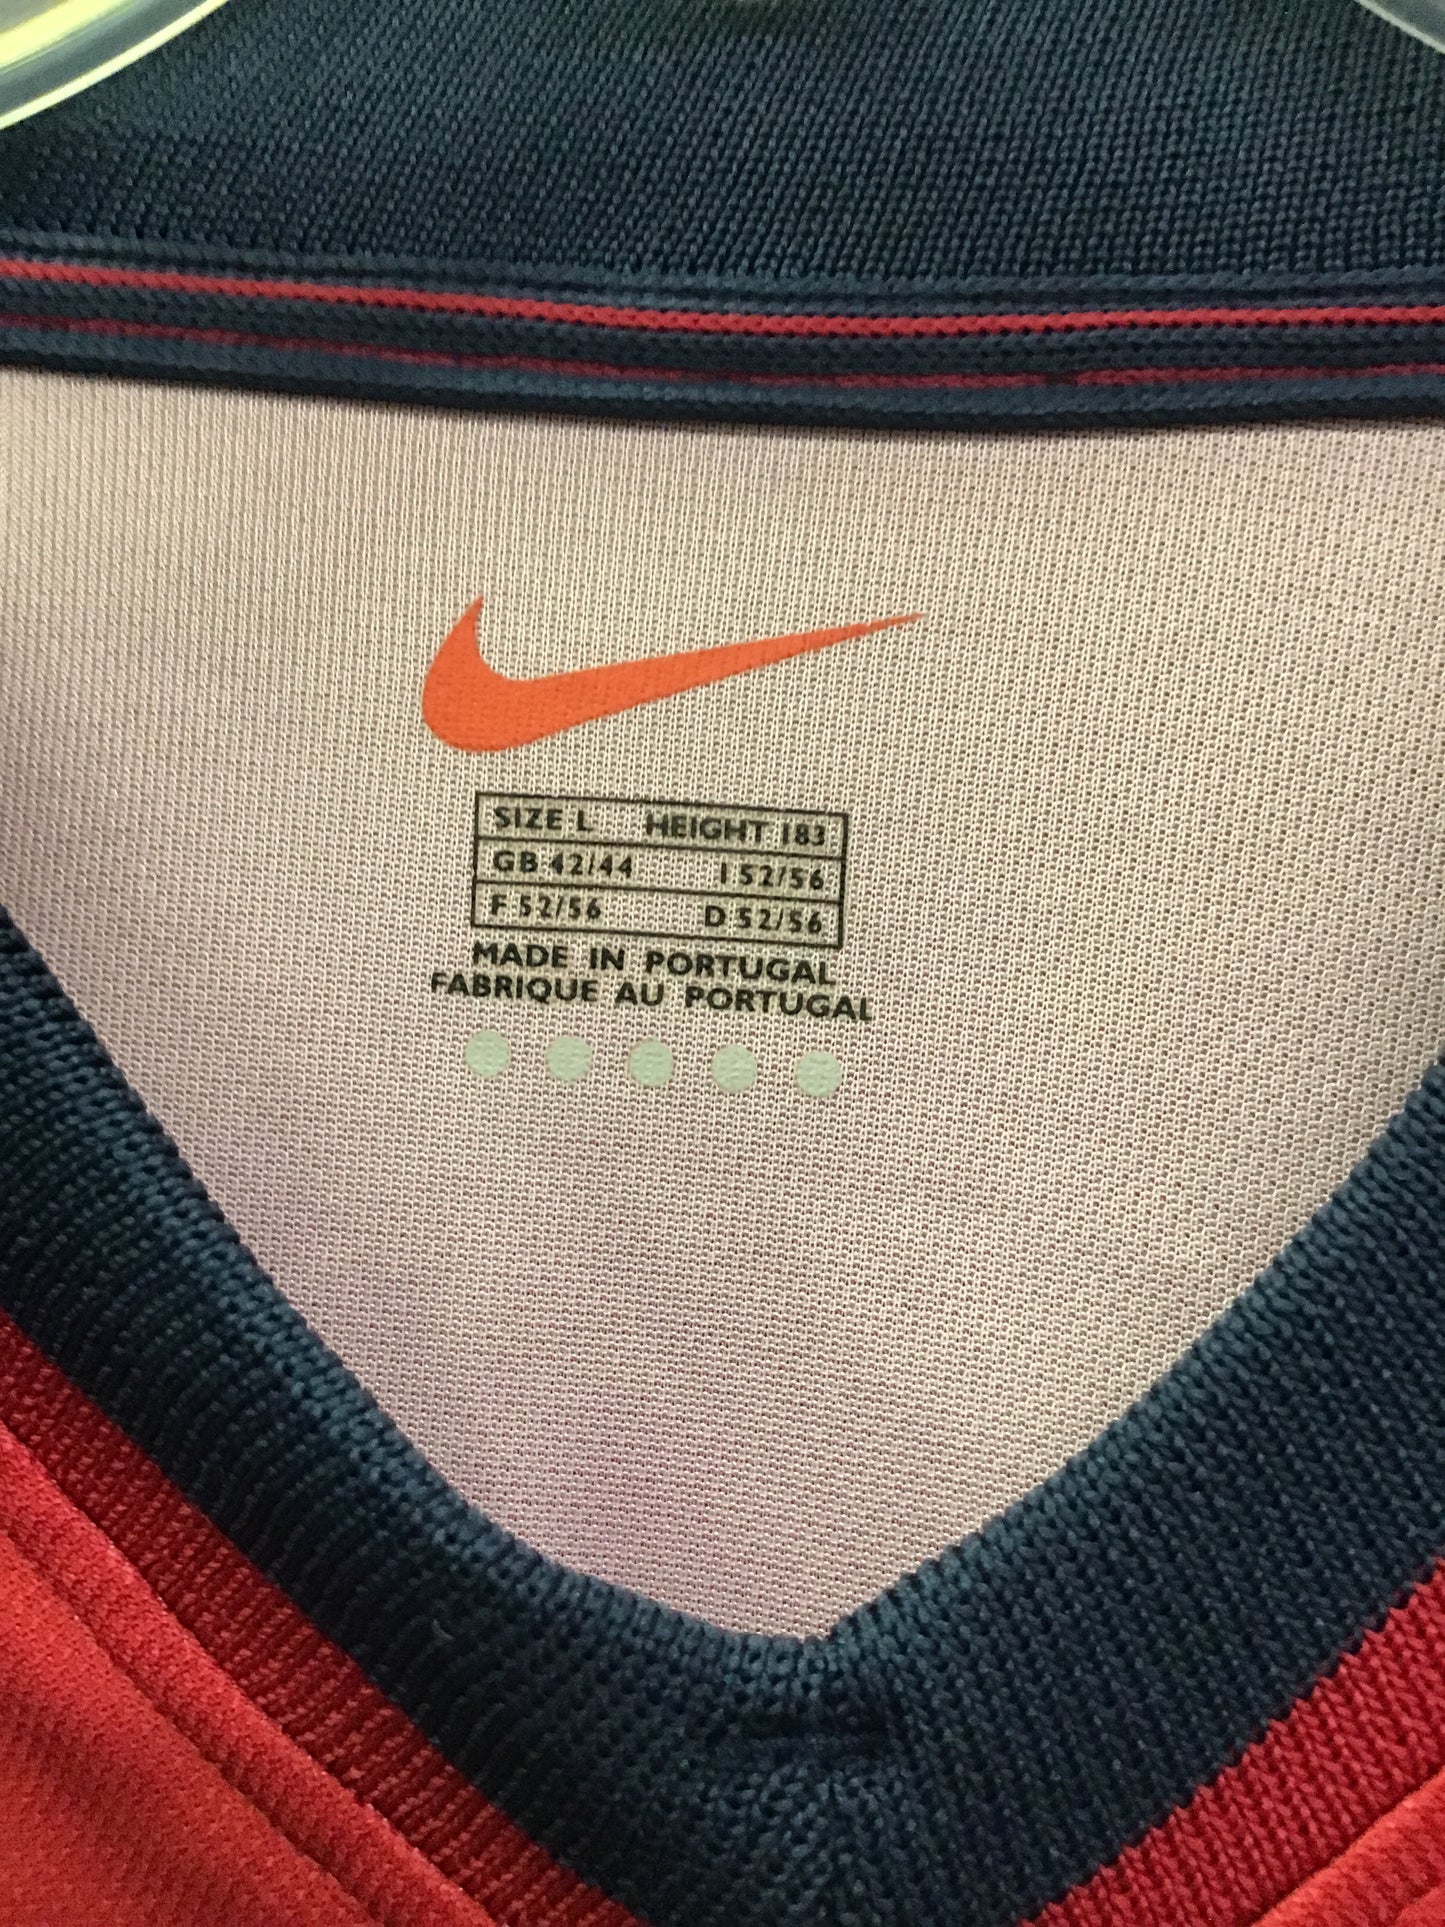 SIZE L HEIGHT 183
GB 42/44 I 52/56
F 52/56 D 52/56
MADE IN PORTUGAL
FABRIQUE AU PORTUGAL